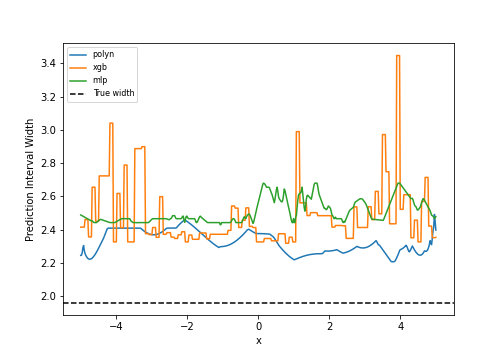 polyn
xgb
mlp
True width
Prediction Interval Width
3.4
3.2
3.0
2.8
2.6
2.4
2.2
2.0
−4
−2
0
2
4
x